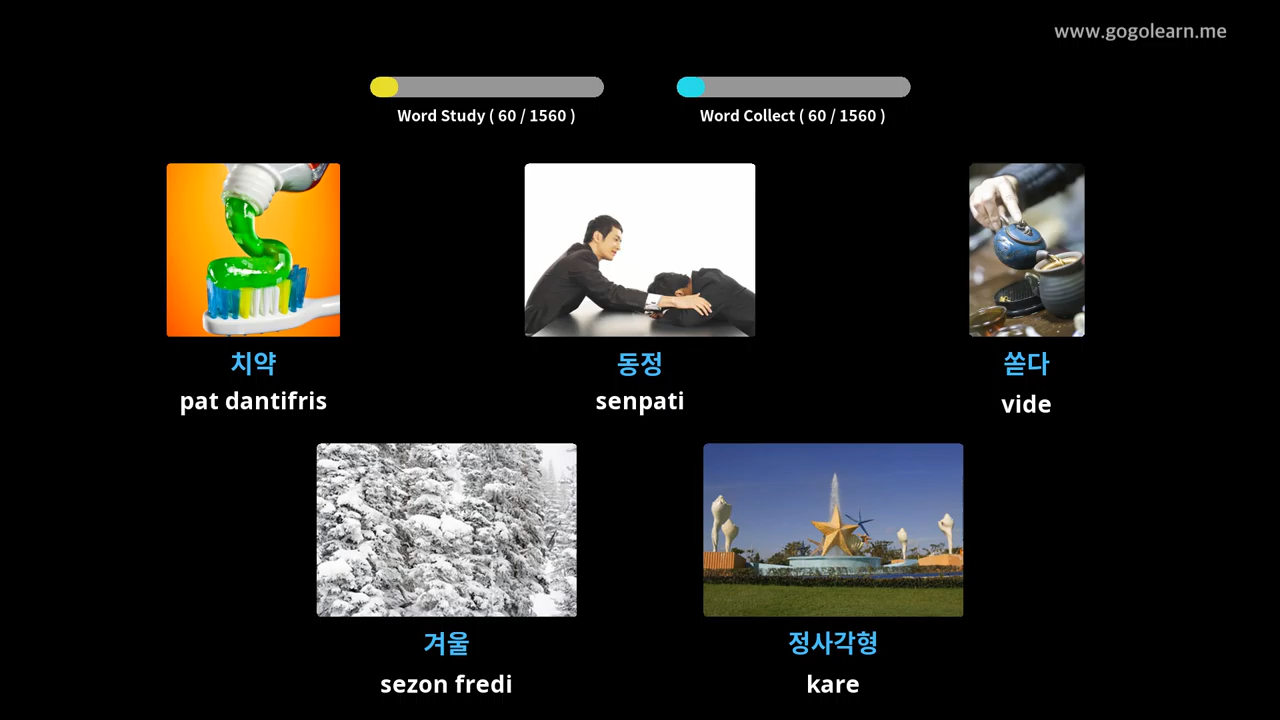 www.gogolearn.me
Word Study ( 60 / 1560 )
Word Collect ( 60 / 1560 )
치약
pat dantifris
동정
senpati
쏟다
vide
겨울
sezon fredi
정사각형
kare